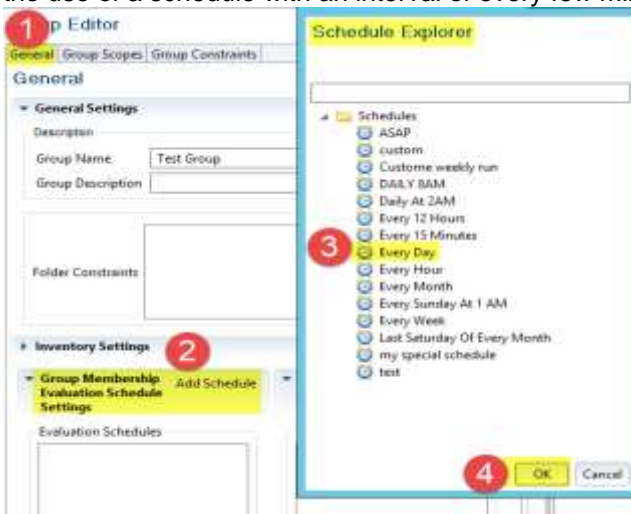 the use of a schedule with an interval of every few
1
Editor
General Group Scopes Group Constraints
General
General Settings
Description
Group Name Test Group
Group Description
Folder Constraints
Inventory Settings
2
Group Membership Evaluation Schedule Settings
Add Schedule
Evaluation Schedules
Schedule Explorer
Schedules
ASAP
custom
Custome weekly run
DAILY 8AM
Daily At 2AM
Every 12 Hours
Every 15 Minutes
3
Every Day
Every Hour
Every Month
Every Sunday At 1 AM
Every Week
Last Saturday Of Every Month
my special schedule
test
4
OK Cancel